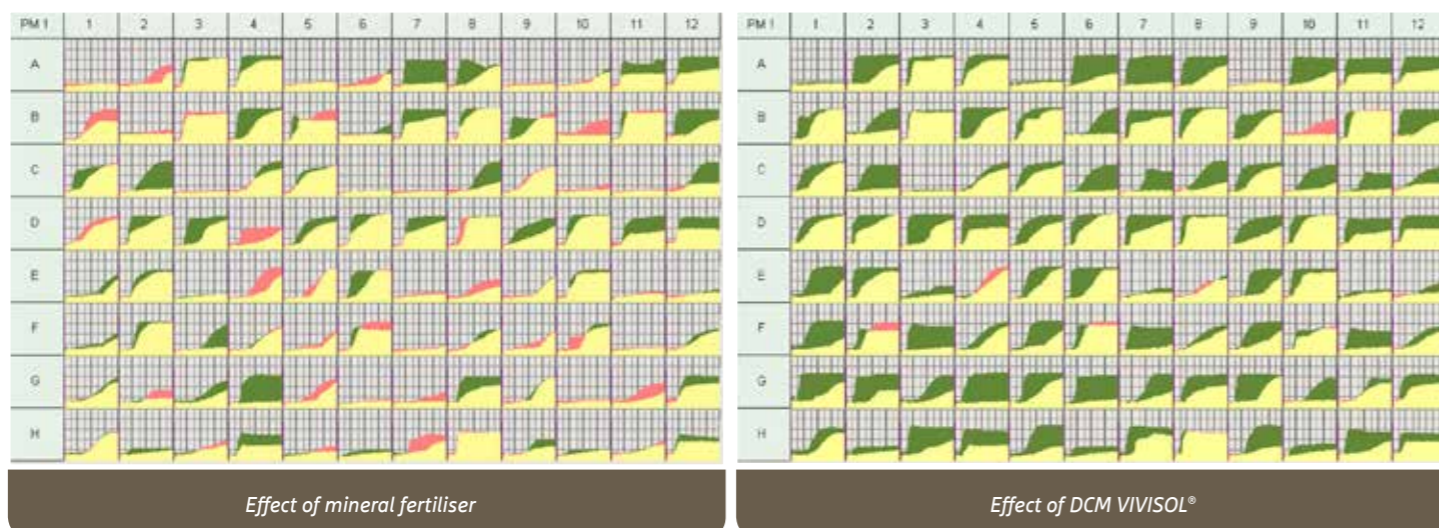 PM 1 1 2 3 4 5 6 7 8 9 10 11 12
A
B
C
D
E
F
G
H
Effect of mineral fertiliser
PM 1 1 2 3 4 5 6 7 8 9 10 11 12
A
B
C
D
E
F
G
H
Effect of DCM VIVISOL®